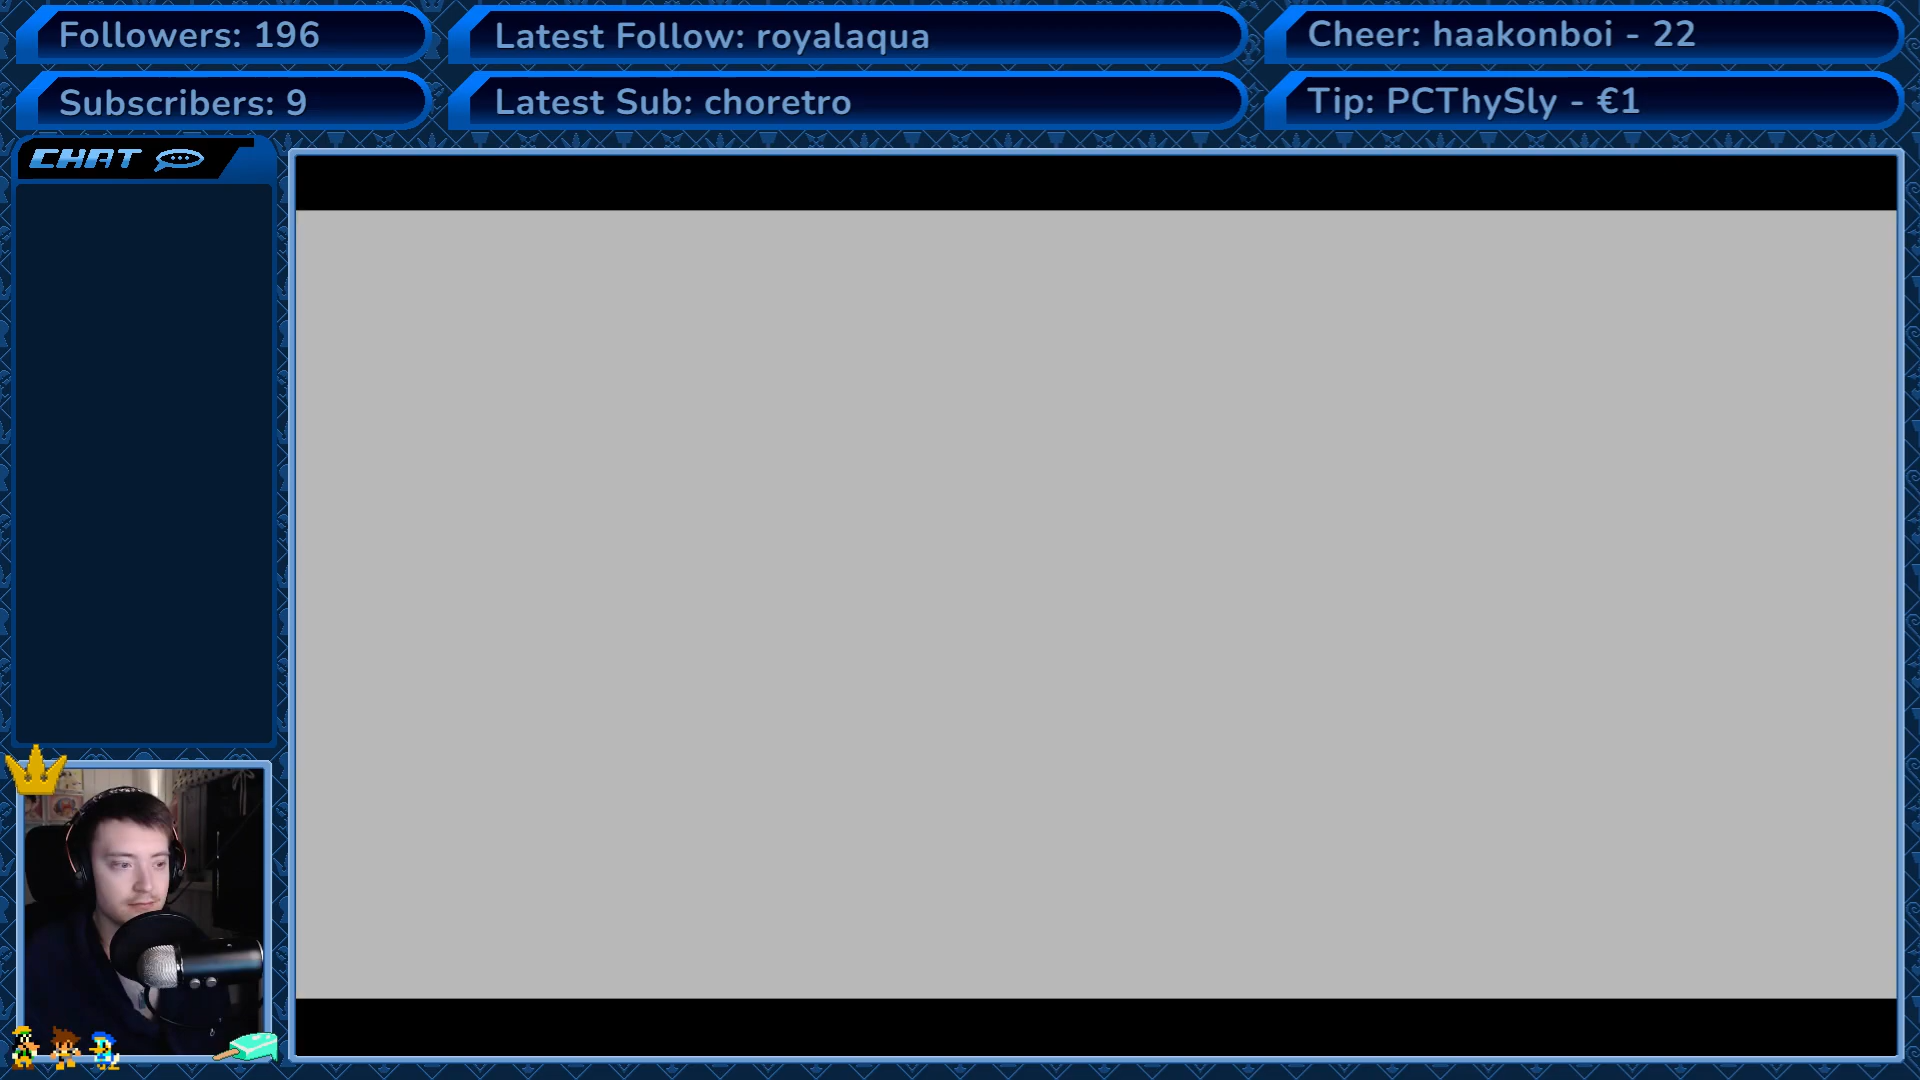 Followers: 196
Latest Follow: royalaqua
Cheer: haakonboi - 22
Subscribers: 9
Latest Sub: choretro
Tip: PCThySly - €1
CHAT